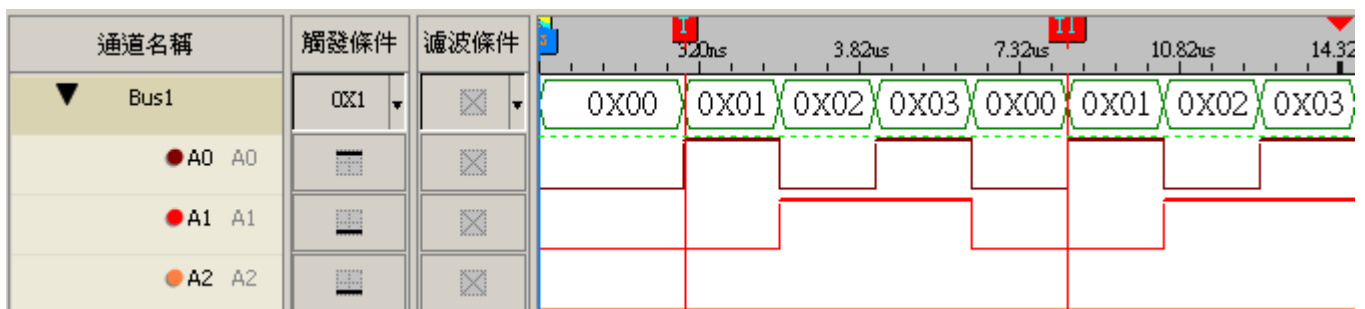 通道名稱 觸發條件 濾波條件
T T1
320ns 3.82us 7.32us 10.82us 14.32
Bus1 0X1 0X00 0X01 0X02 0X03 0X00 0X01 0X02 0X03
A0 A0
A1 A1
A2 A2